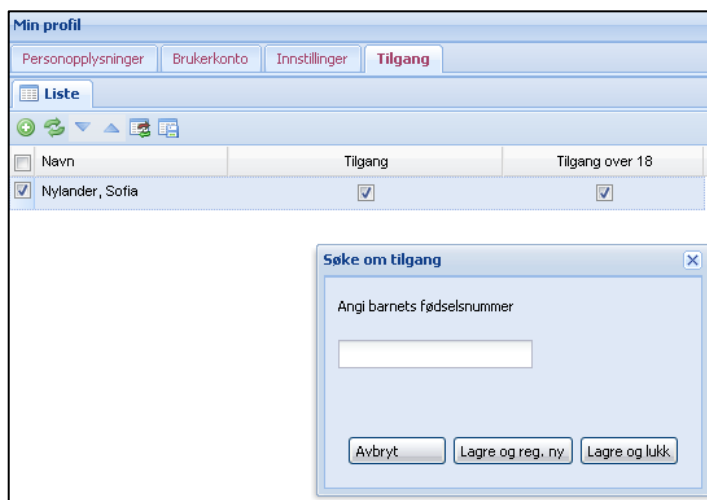 Min profil
Personopplysninger Brukerkonto Innstillinger Tilgang
Liste
Navn Tilgang Tilgang over 18
Nylander, Sofia
Søke om tilgang
Angi barnets fødselsnummer
Avbryt Lagre og reg. ny Lagre og lukk